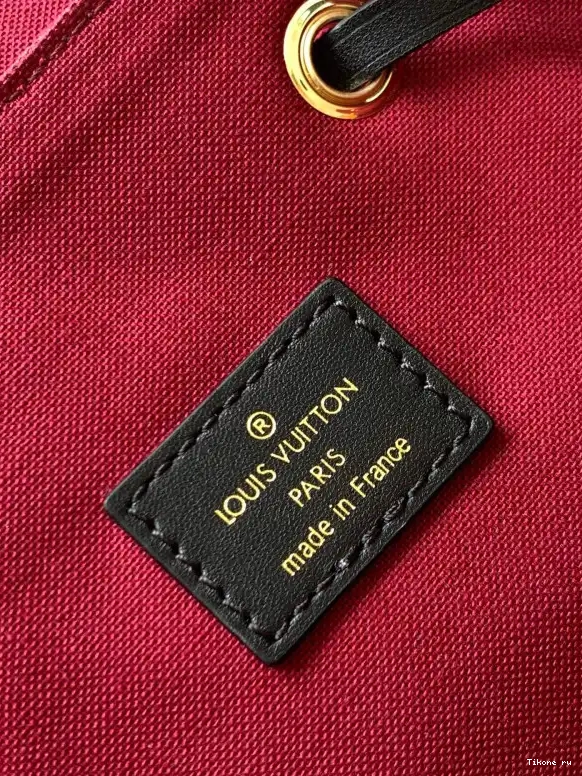 ®
LOUIS VUITTON
PARIS
made in France
Tikone ru